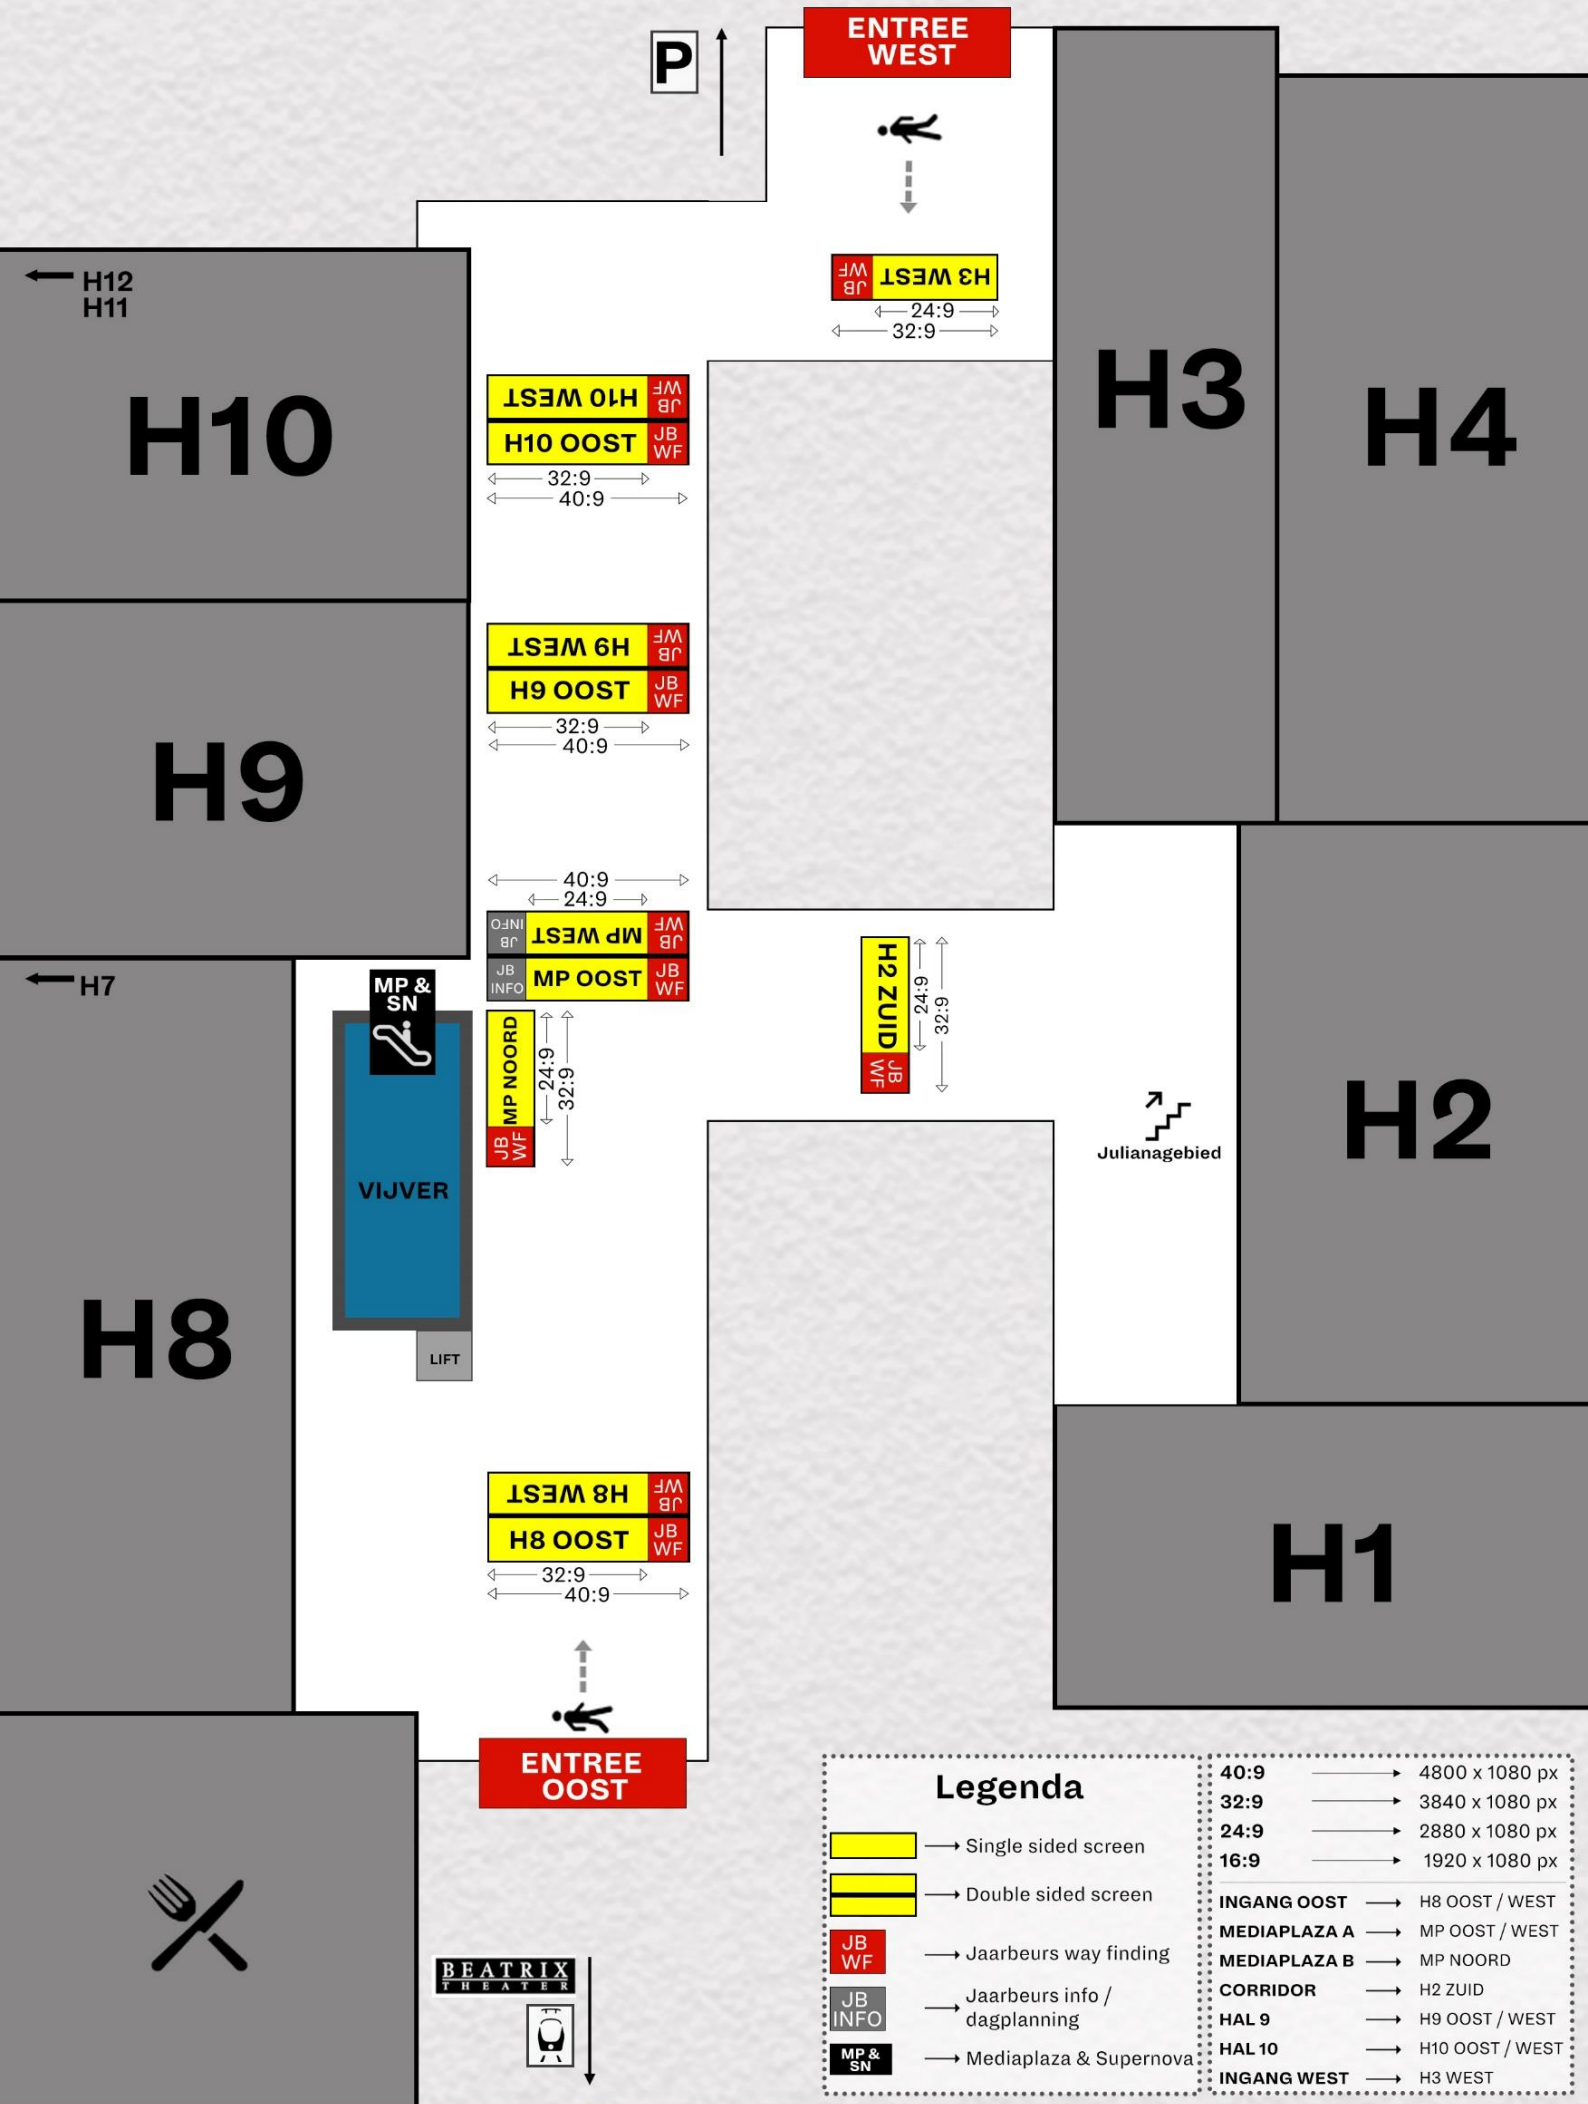 ENTREE
WEST
P
H12
H11
H10
H3
H4
H3 WEST
JB
WF
24:9
32:9
H10 WEST
JB
WF
H10 OOST
JB
WF
32:9
40:9
H9
H9 WEST
JB
WF
H9 OOST
JB
WF
32:9
40:9
40:9
24:9
JB
INFO
MP WEST
JB
WF
JB
INFO
MP OOST
JB
WF
H7
MP &
SN
MP NOORD
JB
WF
24:9
32:9
H2 ZUID
JB
WF
24:9
32:9
H2
Julianagebied
VIJVER
LIFT
H8
H8 WEST
JB
WF
H8 OOST
JB
WF
32:9
40:9
H1
ENTREE
OOST
BEATRIX
THEATER
Legenda
Single sided screen
Double sided screen
JB
WF
Jaarbeurs way finding
JB
INFO
Jaarbeurs info /
dagplanning
MP &
SN
Mediaplaza & Supernova
40:9 4800 x 1080 px
32:9 3840 x 1080 px
24:9 2880 x 1080 px
16:9 1920 x 1080 px
INGANG OOST H8 OOST / WEST
MEDIAPLAZA A MP OOST / WEST
MEDIAPLAZA B MP NOORD
CORRIDOR H2 ZUID
HAL 9 H9 OOST / WEST
HAL 10 H10 OOST / WEST
INGANG WEST H3 WEST